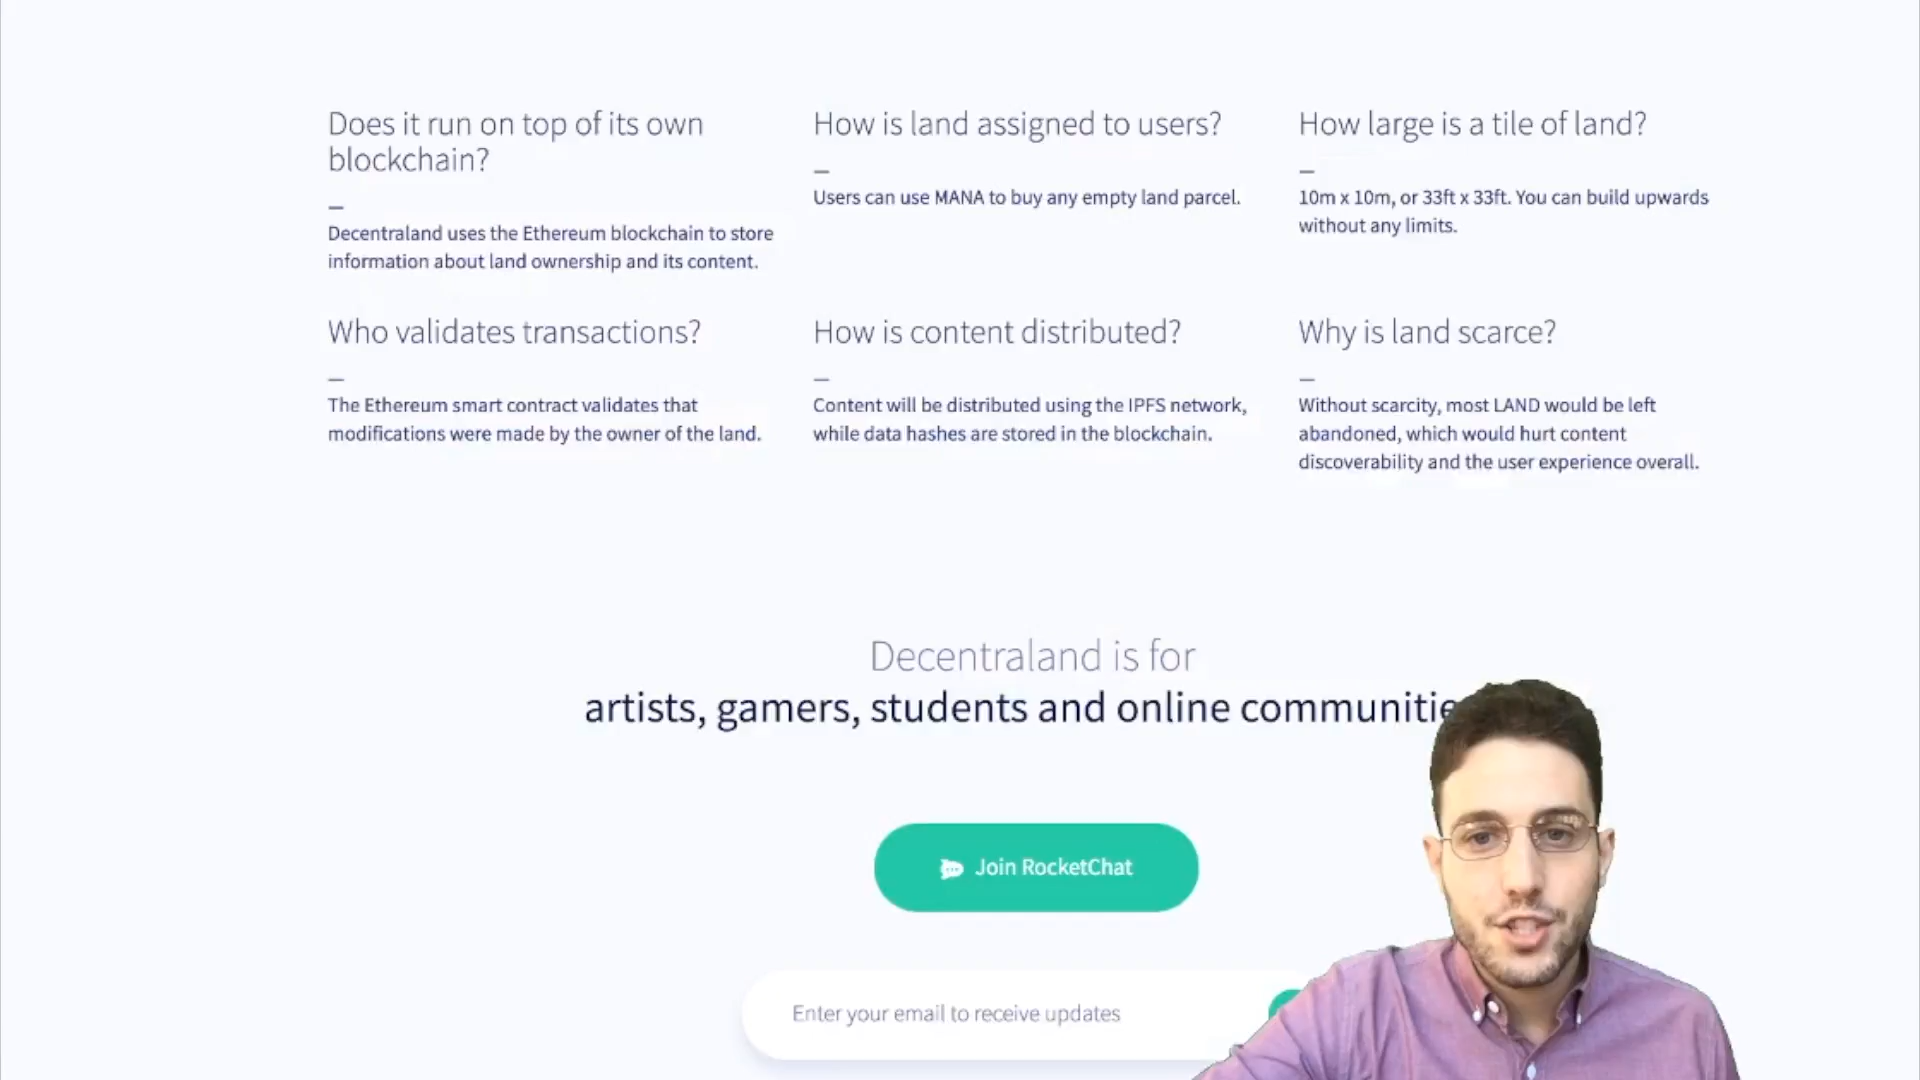 Does it run on top of its own
blockchain?
Decentraland uses the Ethereum blockchain to store
information about land ownership and its content.
How is land assigned to users?
Users can use MANA to buy any empty land parcel.
How large is a tile of land?
10m x 10m, or 33ft x 33ft. You can build upwards
without any limits.
Who validates transactions?
The Ethereum smart contract validates that
modifications were made by the owner of the land.
How is content distributed?
Content will be distributed using the IPFS network,
while data hashes are stored in the blockchain.
Why is land scarce?
Without scarcity, most LAND would be left
abandoned, which would hurt content
discoverability and the user experience overall.
Decentraland is for
artists, gamers, students and online communitie
Join RocketChat
Enter your email to receive updates